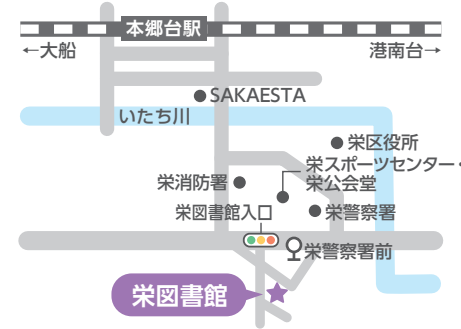 本郷台駅
←大船
港南台→
SAKAESTA
いたち川
栄区役所
栄スポーツセンター・
栄公会堂
栄消防署
栄図書館入口
栄警察署
栄警察署前
栄図書館